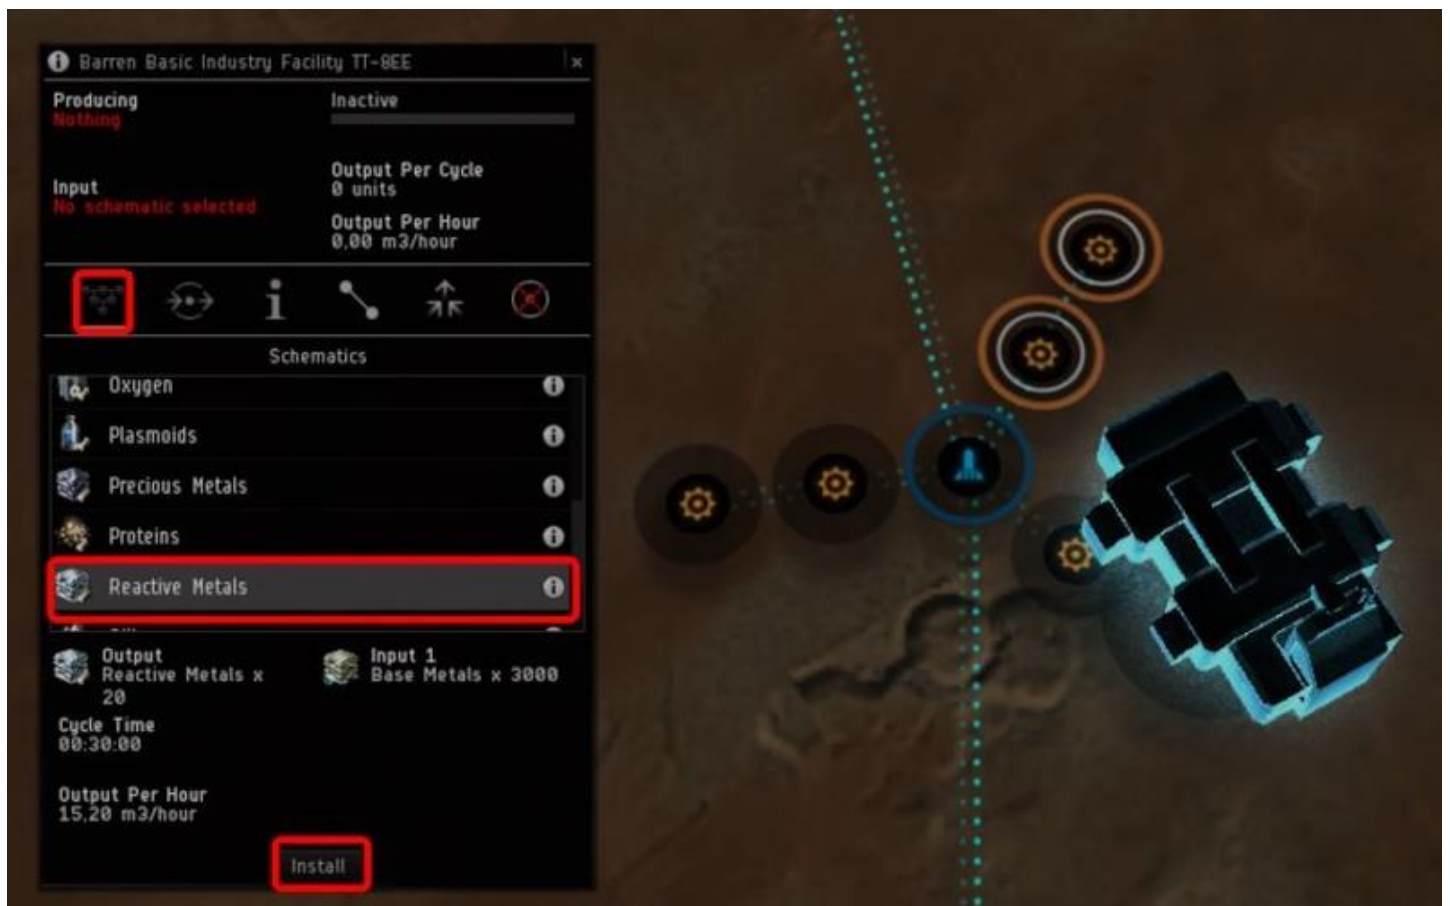 Barren Basic Industry Facility TT-8EE
Producing
Nothing
Inactive
Input
No schematic selected
Output Per Cycle
0 units
Output Per Hour
0,00 m3/hour
Schematics
Oxygen
Plasmoids
Precious Metals
Proteins
Reactive Metals
Output
Reactive Metals x
20
Input 1
Base Metals x 3000
Cycle Time
00:30:00
Output Per Hour
15,20 m3/hour
Install